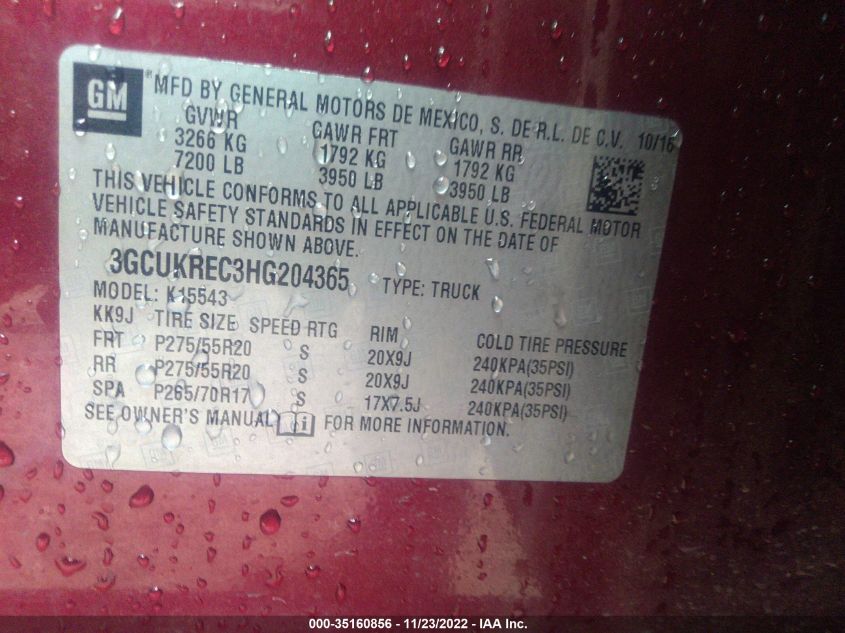 GM
® MFD BY GENERAL MOTORS DE MEXICO, S. DE R.L. DE C.V. 10/16
GVWR GAWR FRT GAWR RR
3266 KG 1792 KG 1792 KG
7200 LB 3950 LB 3950 LB
THIS VEHICLE CONFORMS TO ALL APPLICABLE U.S. FEDERAL MOTOR
VEHICLE SAFETY STANDARDS IN EFFECT ON THE DATE OF
MANUFACTURE SHOWN ABOVE.
3GCUKREC3HG204365 TYPE: TRUCK
MODEL: K15543
KK9J TIRE SIZE SPEED RTG RIM COLD TIRE PRESSURE
FRT P275/55R20 S 20X9J 240KPA(35PSI)
RR P275/55R20 S 20X9J 240KPA(35PSI)
SPA P265/70R17 S 17X7.5J 240KPA(35PSI)
SEE OWNER'S MANUAL FOR MORE INFORMATION.
000-35160856 - 11/23/2022 - IAA Inc.